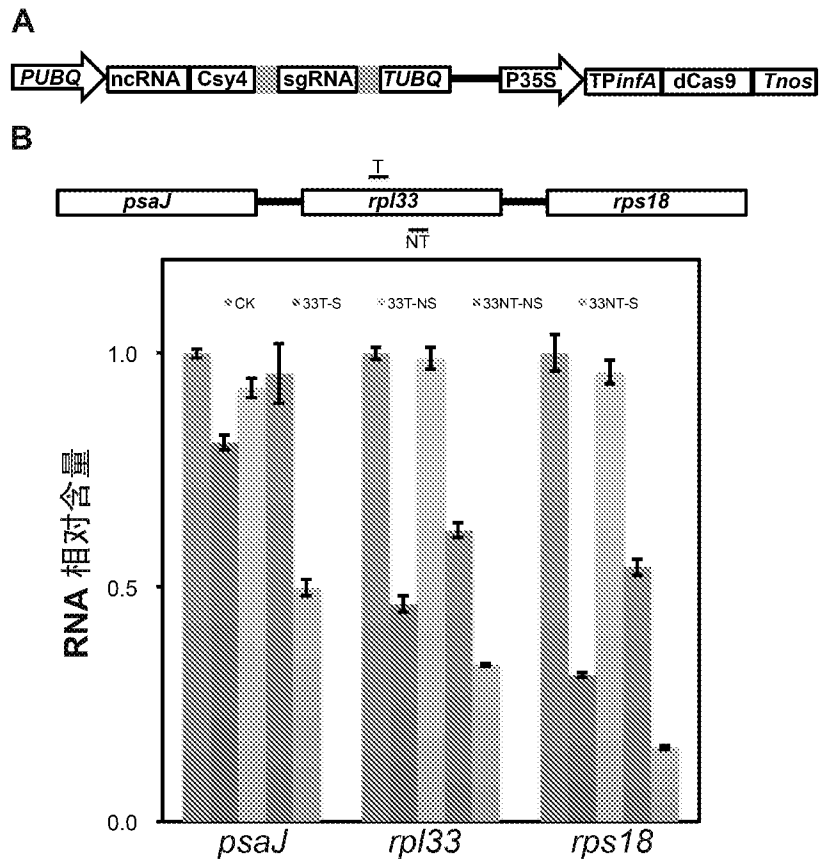 A
PUBQ ncRNA Csy4 sgRNA TUBQ P35S TPinfA dCas9 Tnos
B
T
psaJ rpl33 rps18
NT
CK 33T-S 33T-NS 33NT-NS 33NT-S
1.0
0.5
0.0
RNA 相对含量
psaJ rpl33 rps18